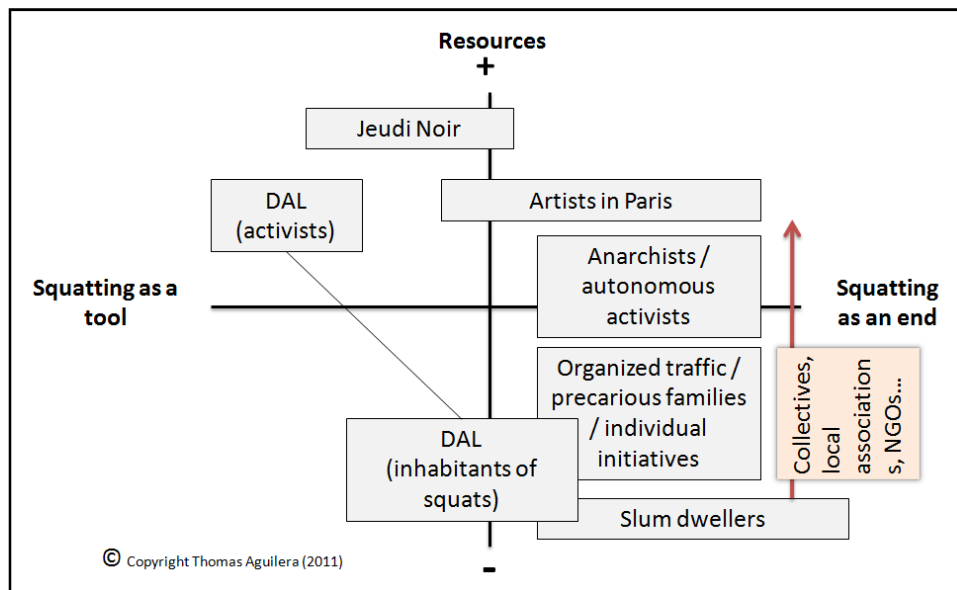 Resources
+
Jeudi Noir
DAL
(activists)
Artists in Paris
Anarchists /
autonomous
activists
Squatting as a
tool
Squatting
as an end
Organized traffic /
precarious families
/ individual
initiatives
Collectives,
local
association
s, NGOs...
DAL
(inhabitants of
squats)
Slum dwellers
© Copyright Thomas Aguilera (2011)
-